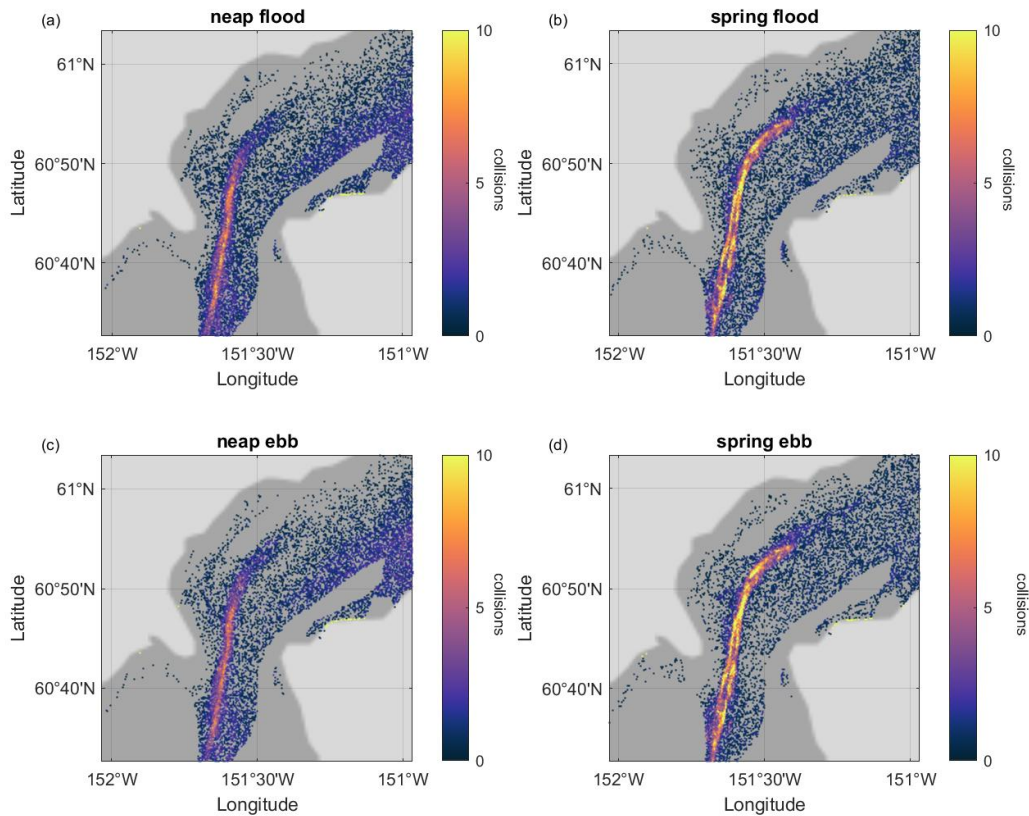 (a)
neap flood
61°N
60°50'N
60°40'N
Latitude
152°W
151°30'W
151°W
Longitude
10
5
0
collisions
(b)
spring flood
61°N
60°50'N
60°40'N
Latitude
152°W
151°30'W
151°W
Longitude
10
5
0
collisions
(c)
neap ebb
61°N
60°50'N
60°40'N
Latitude
152°W
151°30'W
151°W
Longitude
10
5
0
collisions
(d)
spring ebb
61°N
60°50'N
60°40'N
Latitude
152°W
151°30'W
151°W
Longitude
10
5
0
collisions